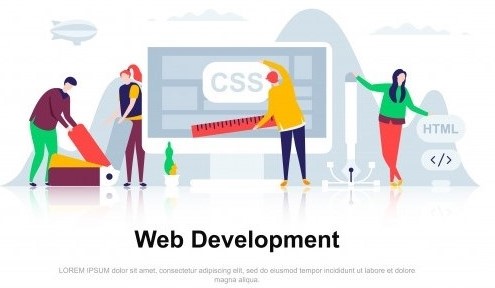 CSS
HTML
</>
Web Development
LOREM IPSUM dolor sit amet, consectetur adipiscing elit, sed do eiusmod tempor incididunt ut labore et dolore
magna aliqua.